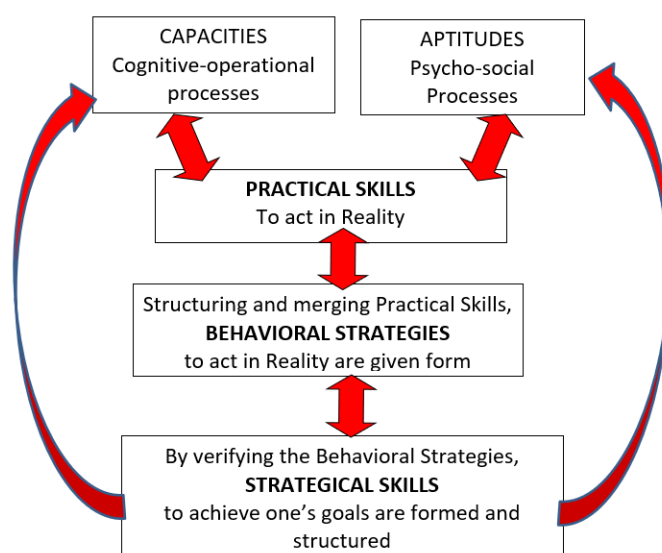 CAPACITIES
Cognitive-operational
processes
APTITUDES
Psycho-social
Processes
PRACTICAL SKILLS
To act in Reality
Structuring and merging Practical Skills,
BEHAVIORAL STRATEGIES
to act in Reality are given form
By verifying the Behavioral Strategies,
STRATEGICAL SKILLS
to achieve one’s goals are formed and
structured